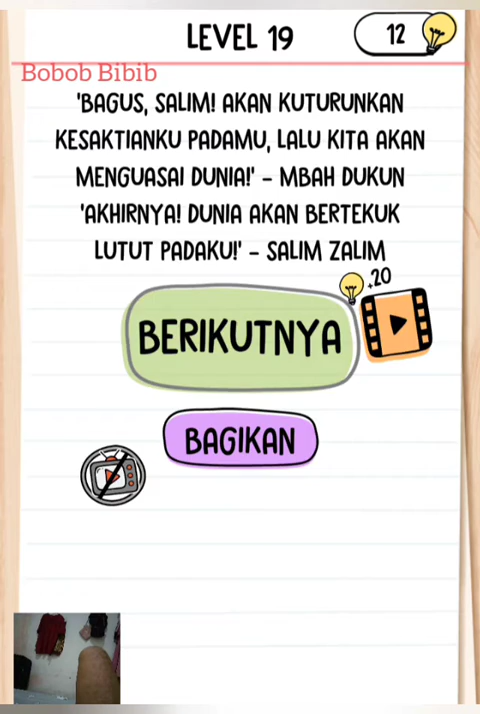 LEVEL 19
12
Bobob Bibib
'BAGUS, SALIM! AKAN KUTURUNKAN
KESAKTIANKU PADAMU, LALU KITA AKAN
MENGUASAI DUNIA!' – MBAH DUKUN
'AKHIRNYA! DUNIA AKAN BERTEKUK
LUTUT PADAKU!' – SALIM ZALIM
+20
BERIKUTNYA
BAGIKAN